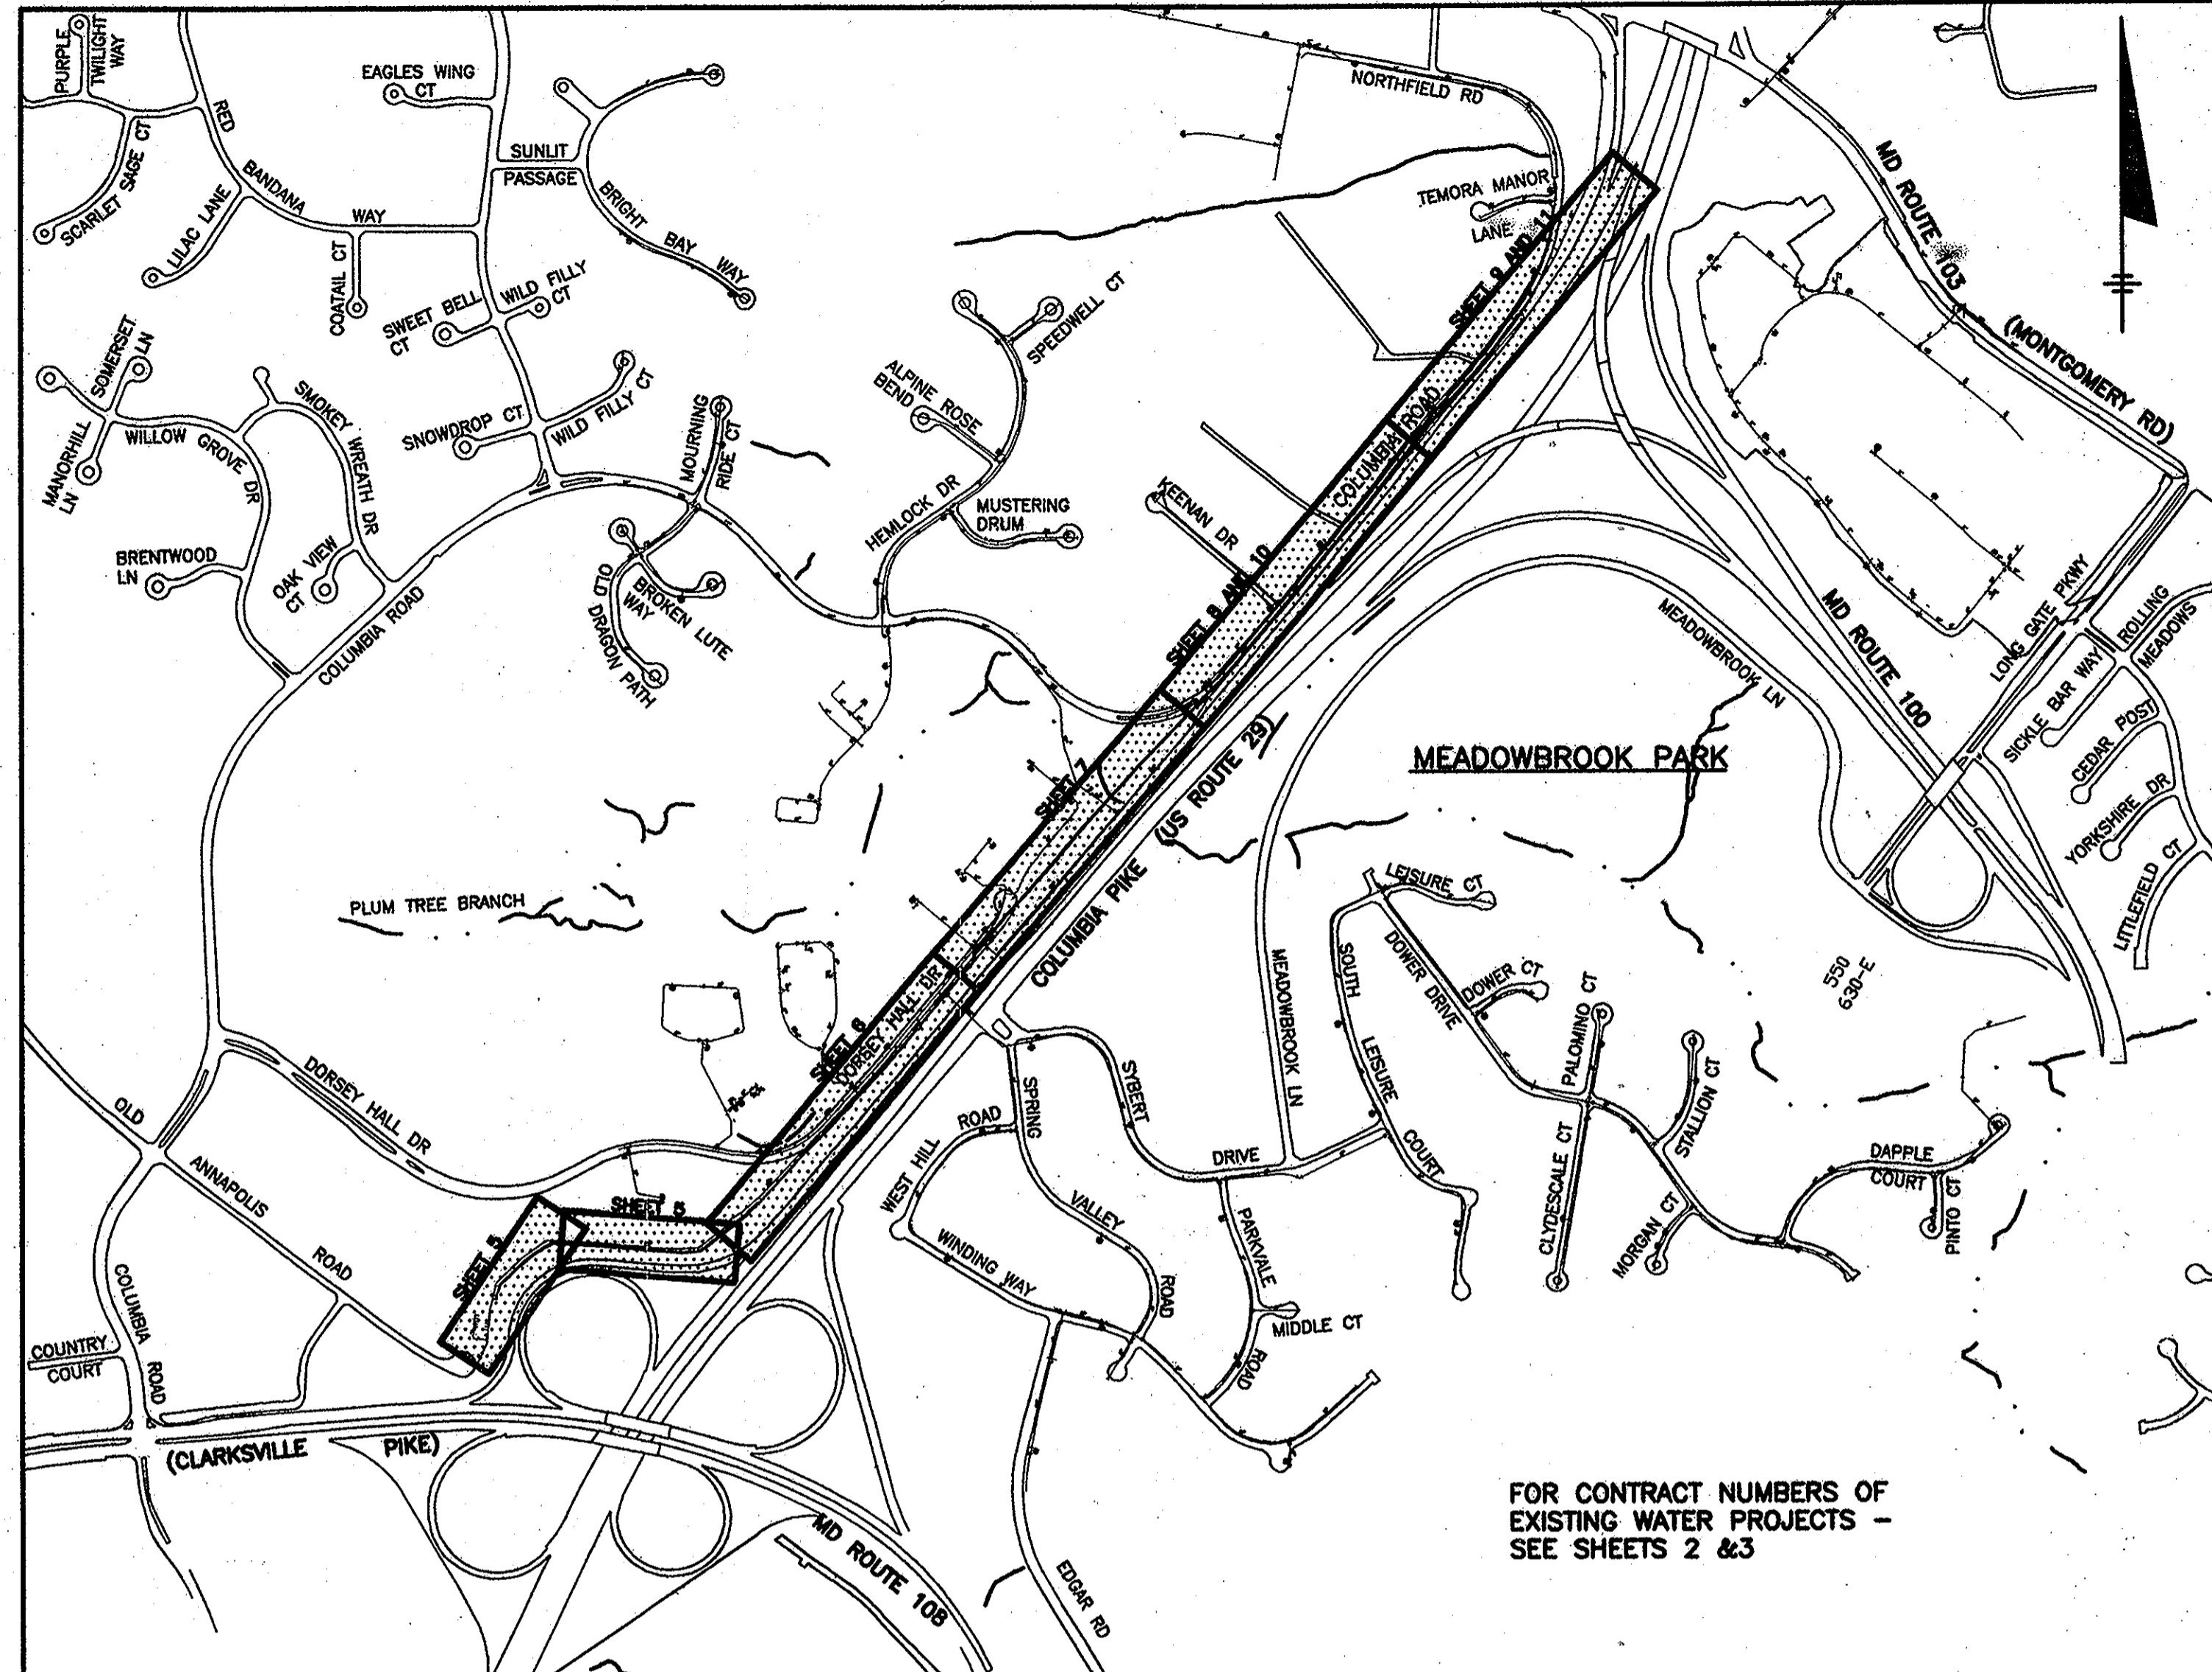 PURPLE
TWILIGHT
WAY
EAGLES WING
CT
RED
BANDANA
WAY
SCARLET SAGE CT
LILAC LANE
COATAIL CT
SUNLIT
PASSAGE
BRIGHT
BAY
WAY
SWEET BELL
CT
WILD FILLY
CT
NORTHFIELD RD
TEMORA MANOR
LANE
MD ROUTE 103
(MONTGOMERY RD)
SOMERSET
LN
MANORHILL
LN
WILLOW GROVE DR
SMOKEY WREATH DR
SNOWDROP CT
WILD FILLY CT
MOURNING
RIDE CT
ALPINE ROSE
BEND
SPEEDWELL CT
HEMLOCK DR
MUSTERING
DRUM
KEENAN DR
SHEET 9 AND 11
COLUMBIA ROAD
SHEET 8 AND 10
BRENTWOOD
LN
OAK VIEW
CT
COLUMBIA ROAD
OLD DRAGON PATH
BROKEN LUTE
WAY
MEADOWBROOK LN
MD ROUTE 100
LONG GATE PKWY
ROLLING
MEADOWS
SICKLE BAR WAY
CEDAR POST
YORKSHIRE DR
LITTLEFIELD CT
MEADOWBROOK PARK
SHEET 7
COLUMBIA PIKE (US ROUTE 29)
PLUM TREE BRANCH
LEISURE CT
SOUTH
LEISURE
COURT
DOWER DRIVE
DOWER CT
550
630-E
MEADOWBROOK LN
SHEET 6
DORSEY HALL DR
DORSEY HALL DR
PALOMINO CT
STALLION CT
CLYDESCALE CT
MORGAN CT
DAPPLE
COURT
PINTO CT
OLD
ANNAPOLIS
ROAD
SYBERT
DRIVE
SPRING
VALLEY
ROAD
WEST HILL
ROAD
WINDING WAY
PARKVALE
ROAD
MIDDLE CT
SHEET 5
SHEET 5
COLUMBIA
ROAD
COUNTRY
COURT
(CLARKSVILLE PIKE)
MD ROUTE 108
EDGAR RD
FOR CONTRACT NUMBERS OF
EXISTING WATER PROJECTS –
SEE SHEETS 2 &3